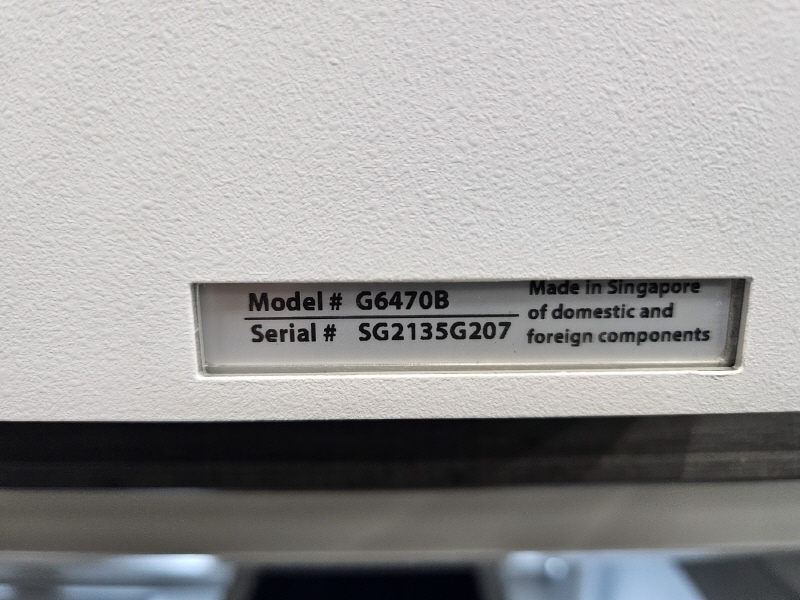 Model # G6470B
Serial # SG2135G207
Made in Singapore
of domestic and
foreign components